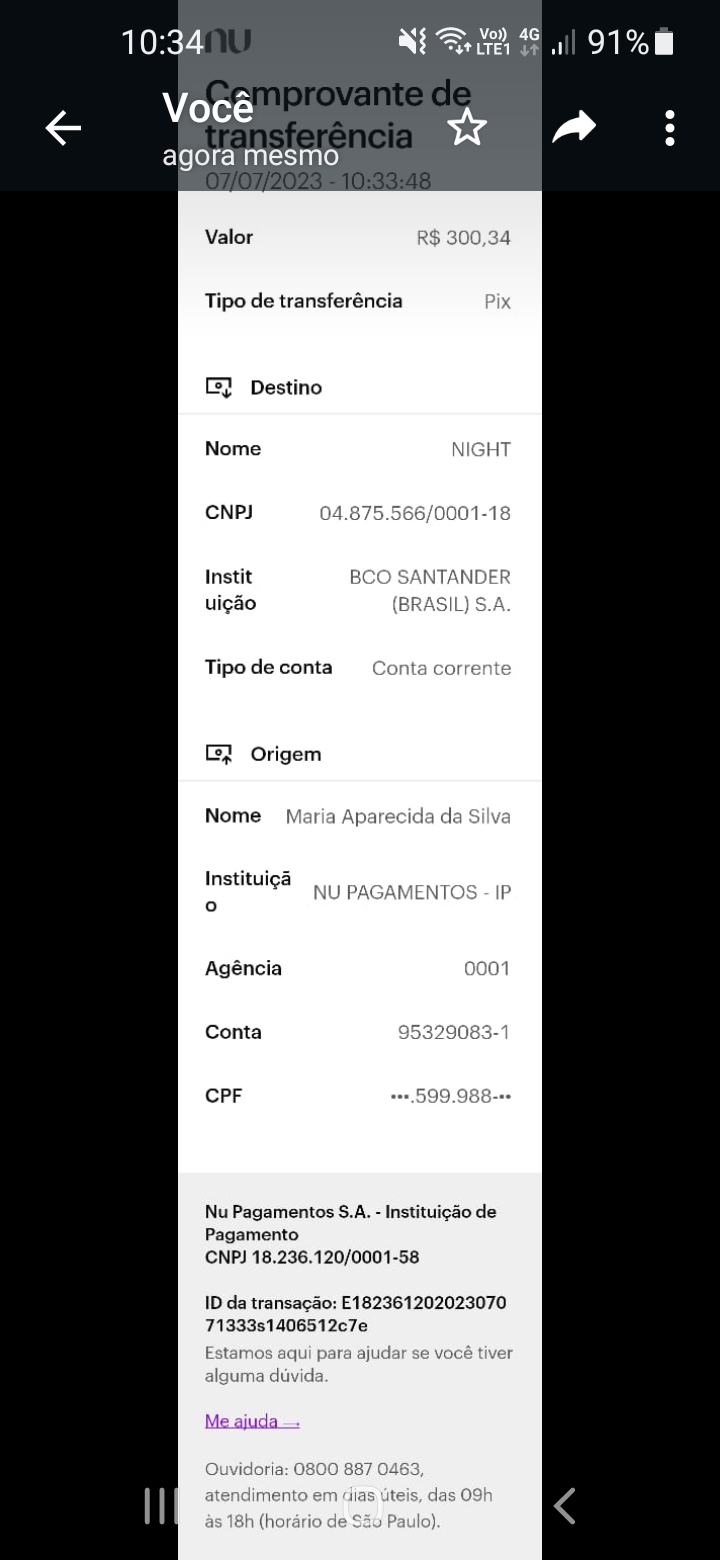 10:34 nu Vo)) LTE1 4G 91%
Comprovante de
Você
transferência
agora mesmo
07/07/2023 - 10:33:48
Valor R$ 300,34
Tipo de transferência Pix
Destino
Nome NIGHT
CNPJ 04.875.566/0001-18
Instit BCO SANTANDER
uição (BRASIL) S.A.
Tipo de conta Conta corrente
Origem
Nome Maria Aparecida da Silva
Instituiçã NU PAGAMENTOS - IP
o
Agência 0001
Conta 95329083-1
CPF •••.599.988-••
Nu Pagamentos S.A. - Instituição de
Pagamento
CNPJ 18.236.120/0001-58
ID da transação: E182361202023070
71333s1406512c7e
Estamos aqui para ajudar se você tiver
alguma dúvida.
Me ajuda →
Ouvidoria: 0800 887 0463,
atendimento em dias úteis, das 09h
às 18h (horário de São Paulo).